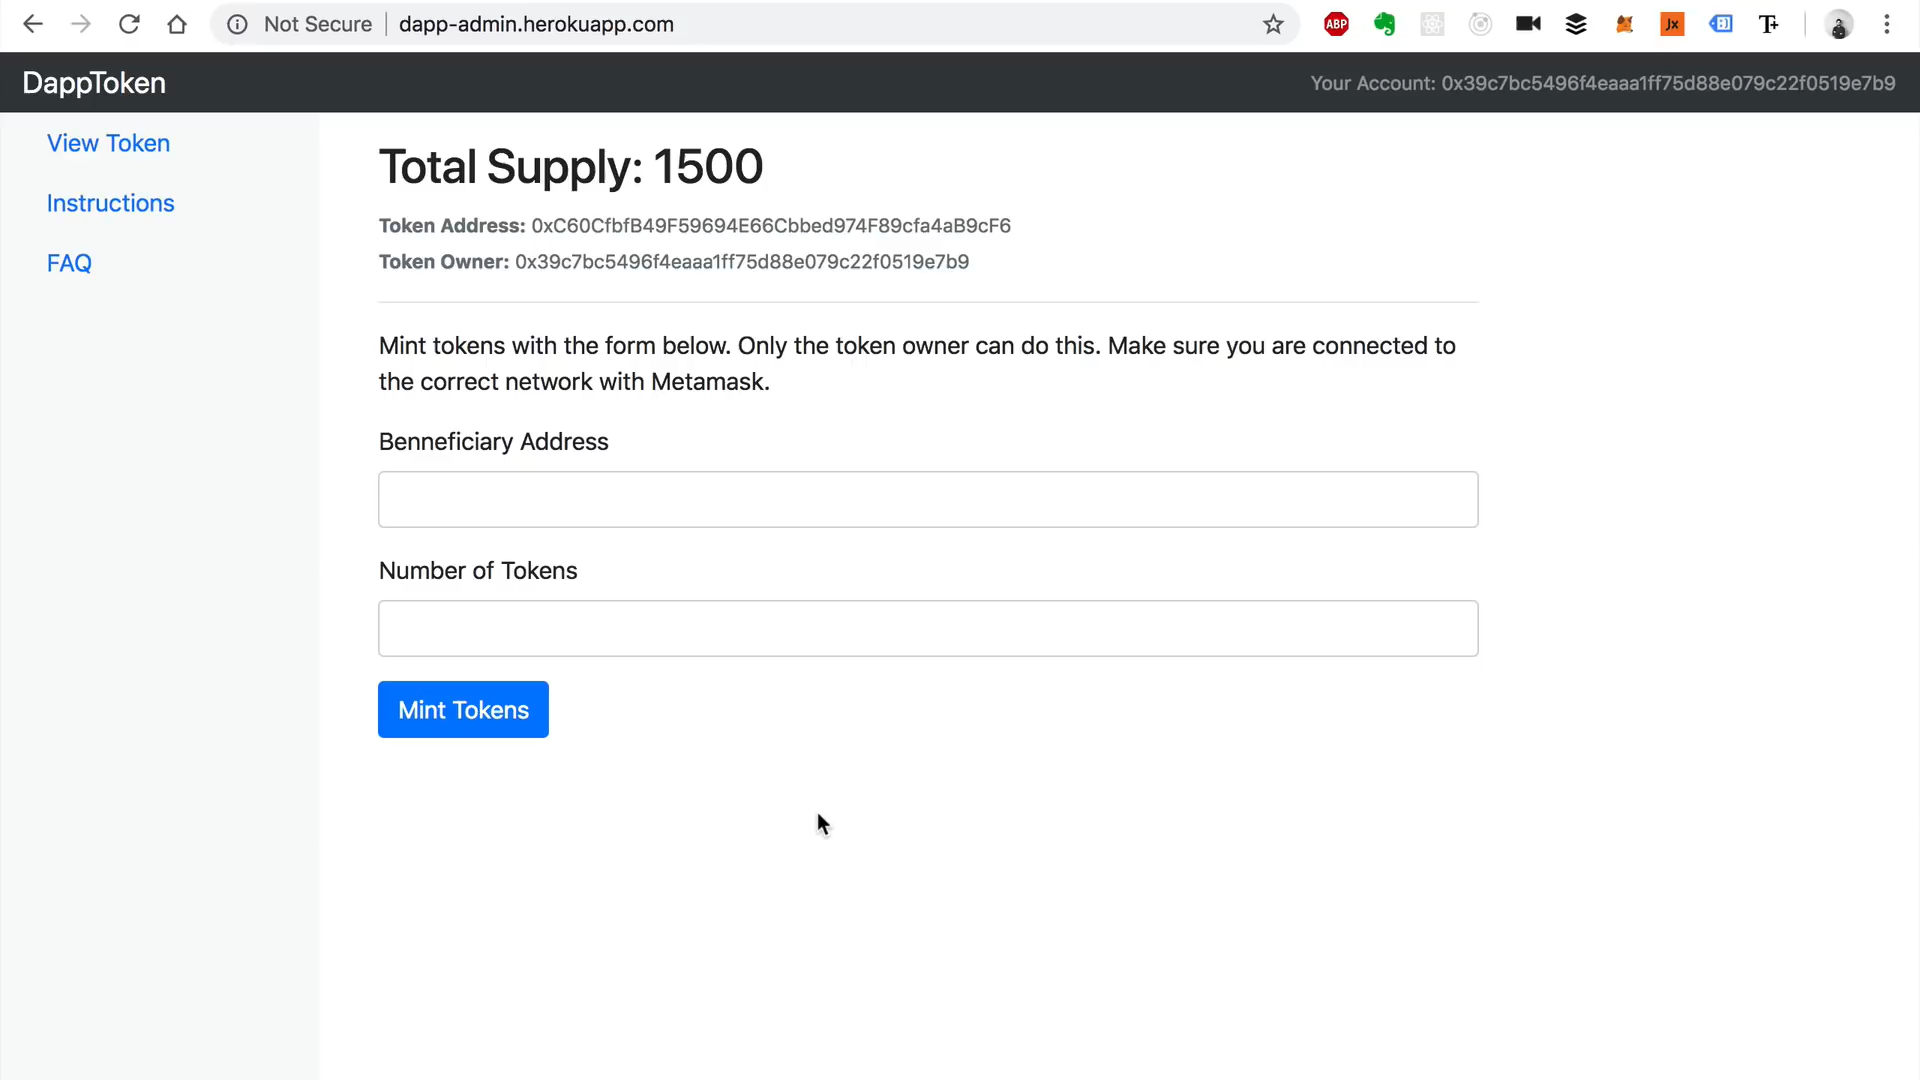 Not Secure
dapp-admin.herokuapp.com
ABP
Jx
T+
DappToken
Your Account: 0x39c7bc5496f4eaaa1ff75d88e079c22f0519e7b9
View Token
Instructions
FAQ
Total Supply: 1500
Token Address: 0xC60CfbfB49F59694E66Cbbed974F89cfa4aB9cF6
Token Owner: 0x39c7bc5496f4eaaa1ff75d88e079c22f0519e7b9
Mint tokens with the form below. Only the token owner can do this. Make sure you are connected to
the correct network with Metamask.
Benneficiary Address
Number of Tokens
Mint Tokens